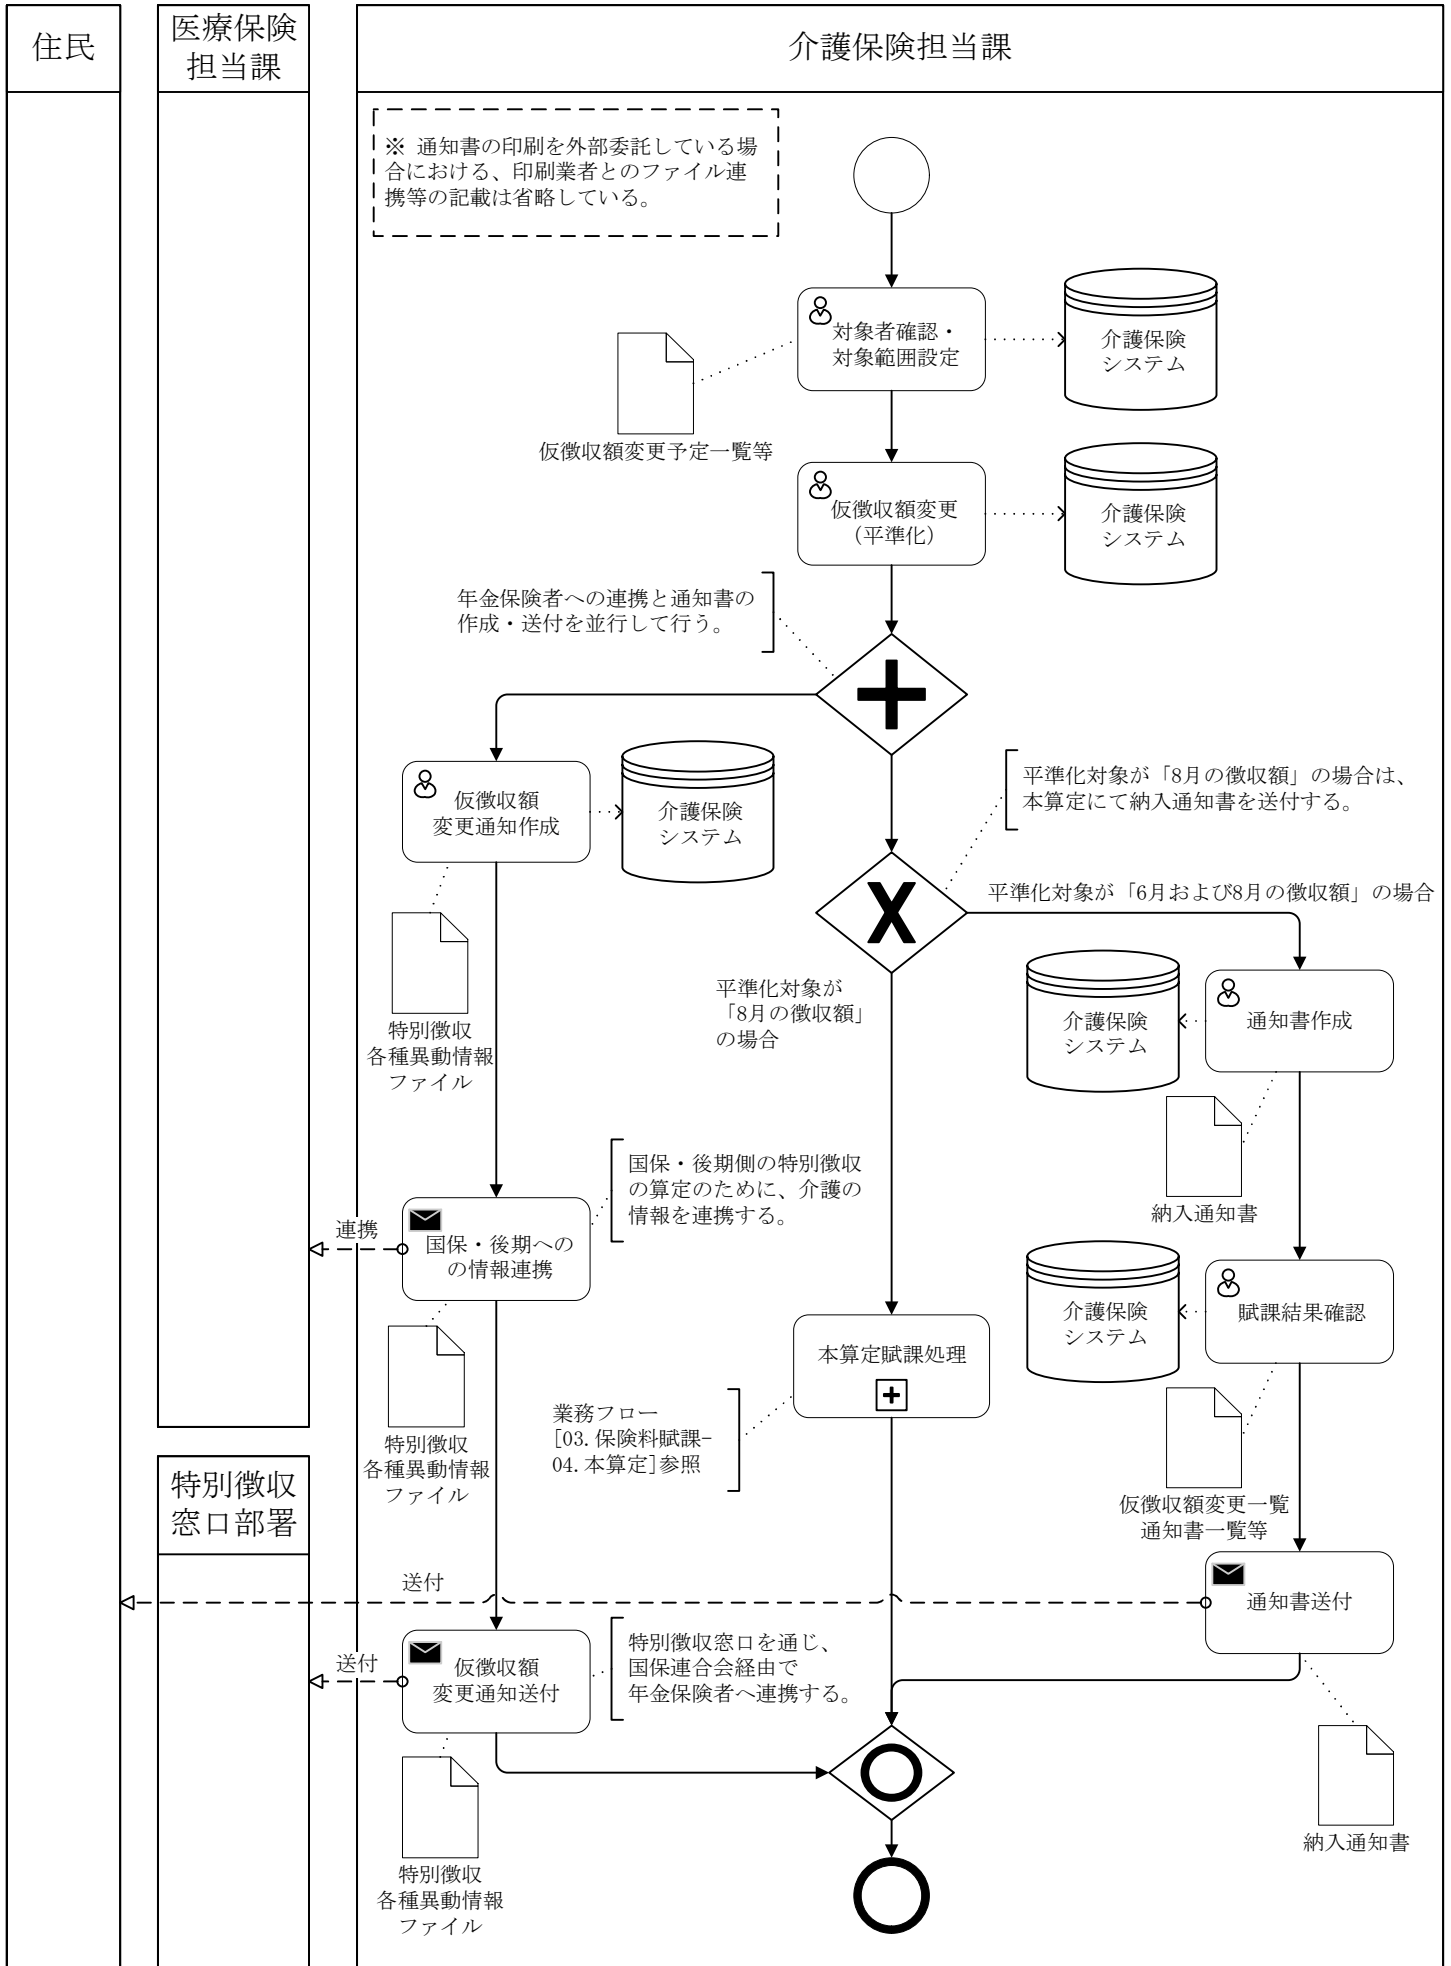 住民
医療保険
担当課
介護保険担当課
※ 通知書の印刷を外部委託している場
合における、印刷業者とのファイル連
携等の記載は省略している。
対象者確認・
対象範囲設定
介護保険
システム
仮徴収額変更予定一覧等
仮徴収額変更
（平準化）
介護保険
システム
年金保険者への連携と通知書の
作成・送付を並行して行う。
仮徴収額
変更通知作成
介護保険
システム
平準化対象が「8月の徴収額」の場合は、
本算定にて納入通知書を送付する。
平準化対象が「6月および8月の徴収額」の場合
特別徴収
各種異動情報
ファイル
平準化対象が
「8月の徴収額」
の場合
介護保険
システム
通知書作成
納入通知書
国保・後期側の特別徴収
の算定のために、介護の
情報を連携する。
連携
国保・後期への
の情報連携
介護保険
システム
賦課結果確認
特別徴収
各種異動情報
ファイル
本算定賦課処理
業務フロー
[03.保険料賦課-
04.本算定]参照
仮徴収額変更一覧
通知書一覧等
特別徴収
窓口部署
送付
通知書送付
送付
仮徴収額
変更通知送付
特別徴収窓口を通じ、
国保連合会経由で
年金保険者へ連携する。
納入通知書
特別徴収
各種異動情報
ファイル